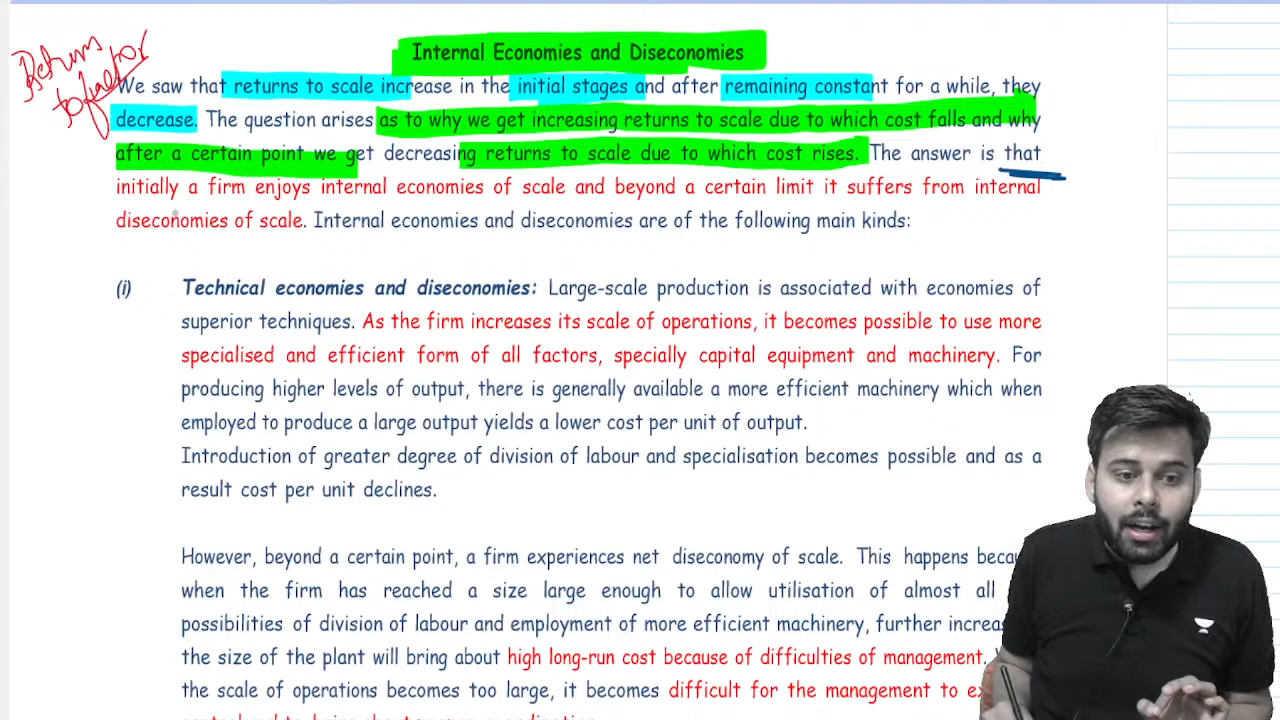 Internal Economies and Diseconomies
Return
to factor
We saw that returns to scale increase in the initial stages and after remaining constant for a while, they
decrease. The question arises as to why we get increasing returns to scale due to which cost falls and why
after a certain point we get decreasing returns to scale due to which cost rises. The answer is that
initially a firm enjoys internal economies of scale and beyond a certain limit it suffers from internal
diseconomies of scale. Internal economies and diseconomies are of the following main kinds:
(i) Technical economies and diseconomies: Large-scale production is associated with economies of
superior techniques. As the firm increases its scale of operations, it becomes possible to use more
specialised and efficient form of all factors, specially capital equipment and machinery. For
producing higher levels of output, there is generally available a more efficient machinery which when
employed to produce a large output yields a lower cost per unit of output.
Introduction of greater degree of division of labour and specialisation becomes possible and as a
result cost per unit declines.
However, beyond a certain point, a firm experiences net diseconomy of scale. This happens
when the firm has reached a size large enough to allow utilisation of almost all
possibilities of division of labour and employment of more efficient machinery, further
the size of the plant will bring about high long-run cost because of difficulties of management.
the scale of operations becomes too large, it becomes difficult for the management to